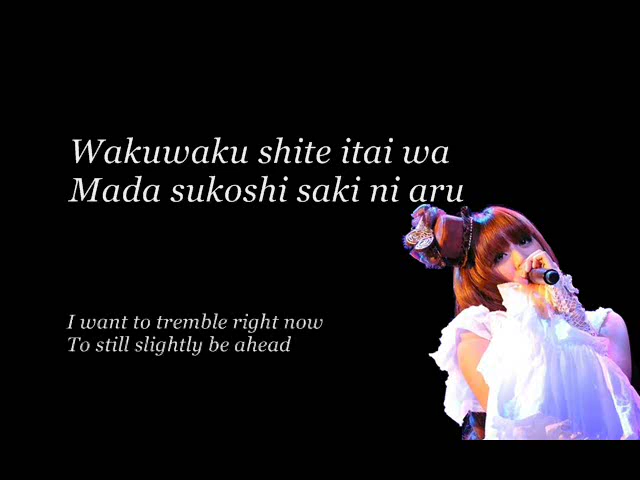 Wakuwaku shite itai wa
Mada sukoshi saki ni aru
I want to tremble right now
To still slightly be ahead